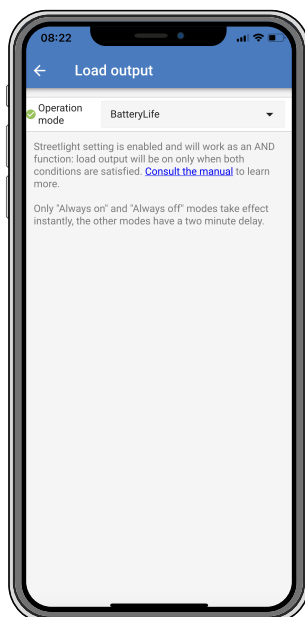 08:22
Load output
Operation
mode
BatteryLife
Streetlight setting is enabled and will work as an AND
function: load output will be on only when both
conditions are satisfied. Consult the manual to learn
more.
Only "Always on" and "Always off" modes take effect
instantly, the other modes have a two minute delay.